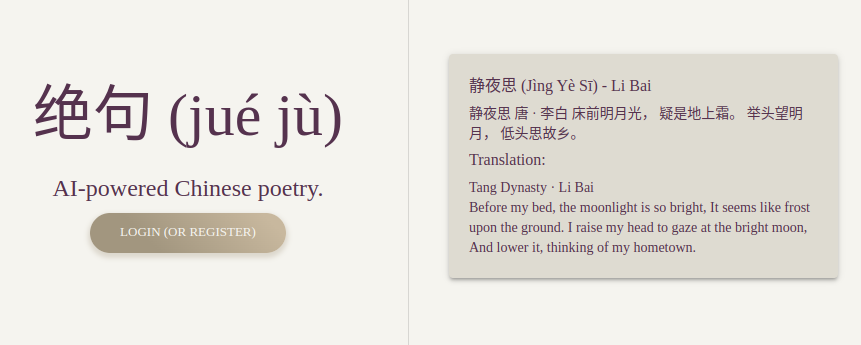 绝句 (jué jù)
AI-powered Chinese poetry.
LOGIN (OR REGISTER)
静夜思 (Jìng Yè Sī) - Li Bai
静夜思 唐 · 李白 床前明月光， 疑是地上霜。 举头望明
月， 低头思故乡。
Translation:
Tang Dynasty · Li Bai
Before my bed, the moonlight is so bright, It seems like frost
upon the ground. I raise my head to gaze at the bright moon,
And lower it, thinking of my hometown.